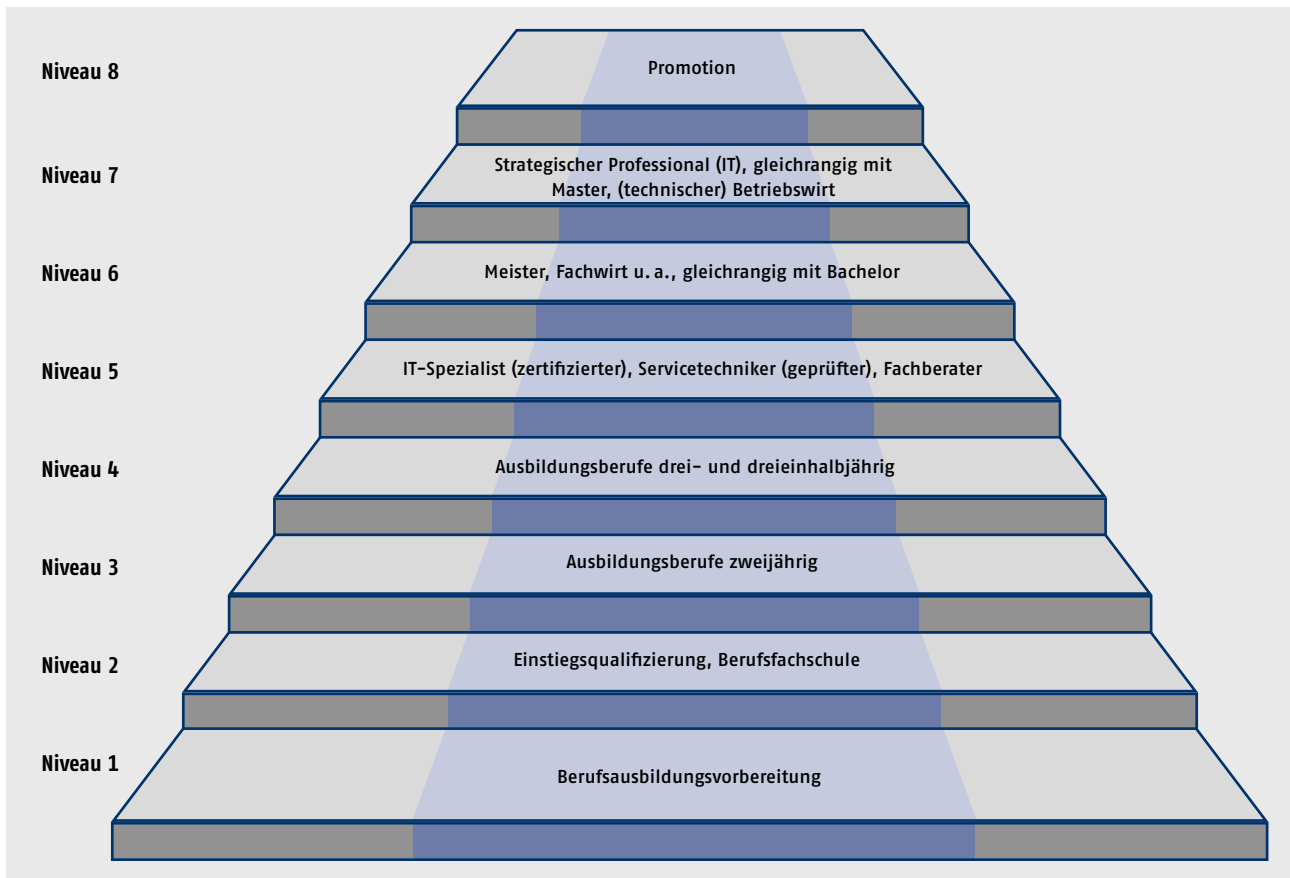 Niveau 8
Promotion
Niveau 7
Strategischer Professional (IT), gleichrangig mit
Master, (technischer) Betriebswirt
Niveau 6
Meister, Fachwirt u. a., gleichrangig mit Bachelor
Niveau 5
IT-Spezialist (zertifizierter), Servicetechniker (geprüfter), Fachberater
Niveau 4
Ausbildungsberufe drei- und dreieinhalbjährig
Niveau 3
Ausbildungsberufe zweijährig
Niveau 2
Einstiegsqualifizierung, Berufsfachschule
Niveau 1
Berufsausbildungsvorbereitung